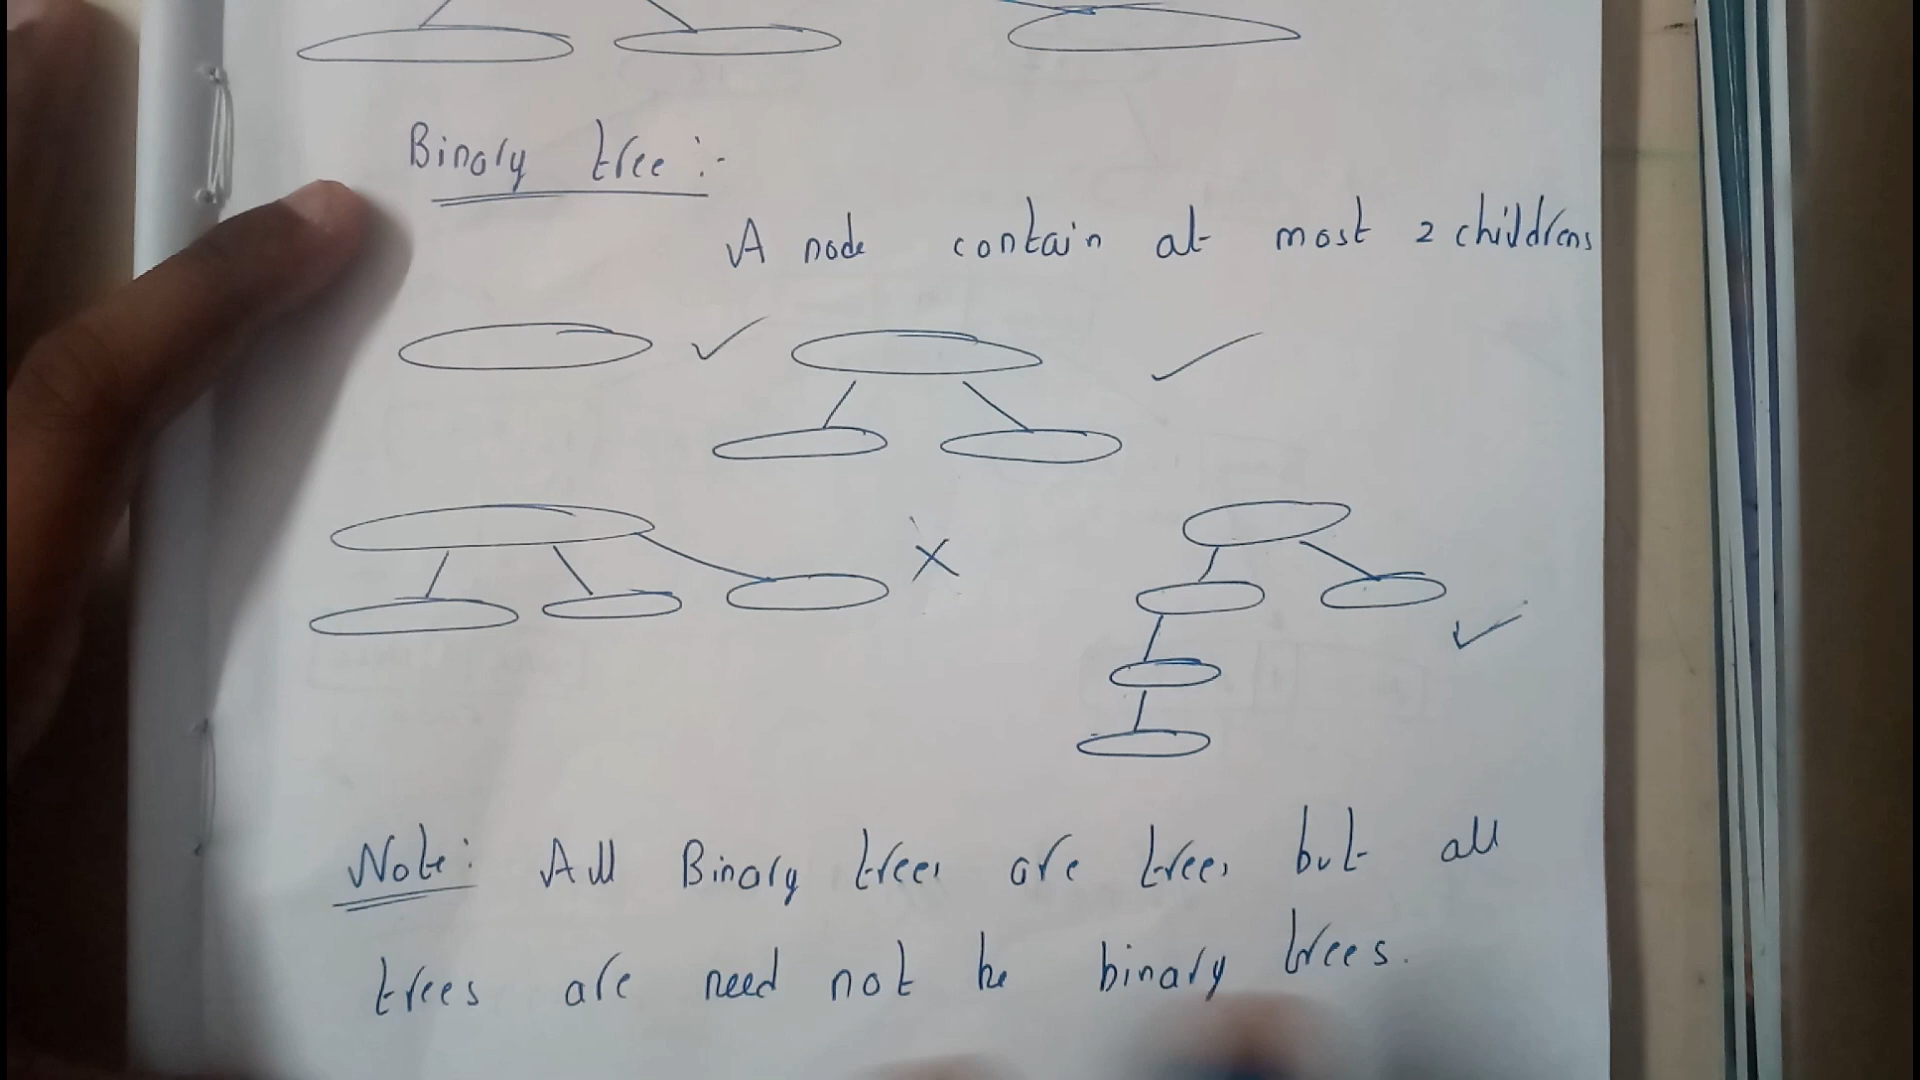 Binary tree :-
A node contain at most 2 childrens
Note: All Binary trees are trees but all
trees are need not be binary trees.